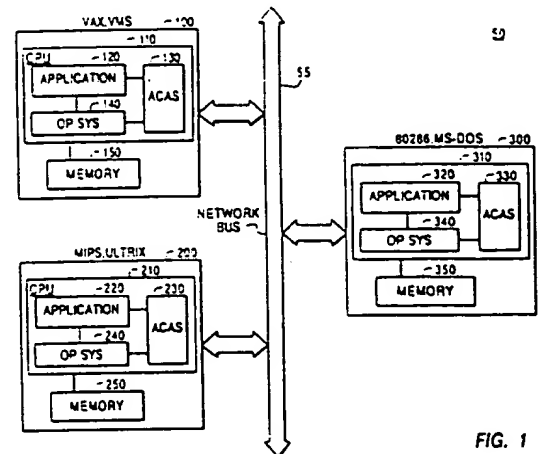 VAX.VMS 100
110
CPU 120 130
APPLICATION
ACAS
140
OP SYS
150
MEMORY
50
55
NETWORK
BUS
80286.MS-DOS 300
310
320 330
APPLICATION
ACAS
340
OP SYS
350
MEMORY
MIPS.ULTRIX 200
210
CPU 220 230
APPLICATION
ACAS
240
OP SYS
250
MEMORY
FIG. 1